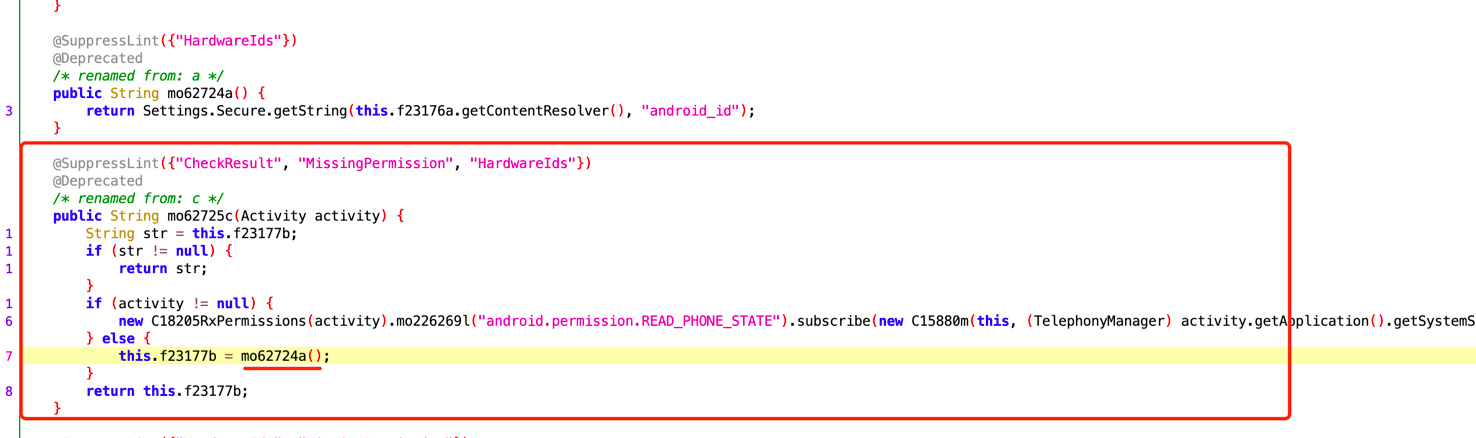 }
@SuppressLint({"HardwareIds"})
@Deprecated
/* renamed from: a */
public String mo62724a() {
3 return Settings.Secure.getString(this.f23176a.getContentResolver(), "android_id");
}
@SuppressLint({"CheckResult", "MissingPermission", "HardwareIds"})
@Deprecated
/* renamed from: c */
public String mo62725c(Activity activity) {
1 String str = this.f23177b;
1 if (str != null) {
1 return str;
}
1 if (activity != null) {
6 new C18205RxPermissions(activity).mo226269l("android.permission.READ_PHONE_STATE").subscribe(new C15880m(this, (TelephonyManager) activity.getApplication().getSystemS
} else {
7 this.f23177b = mo62724a();
}
8 return this.f23177b;
}